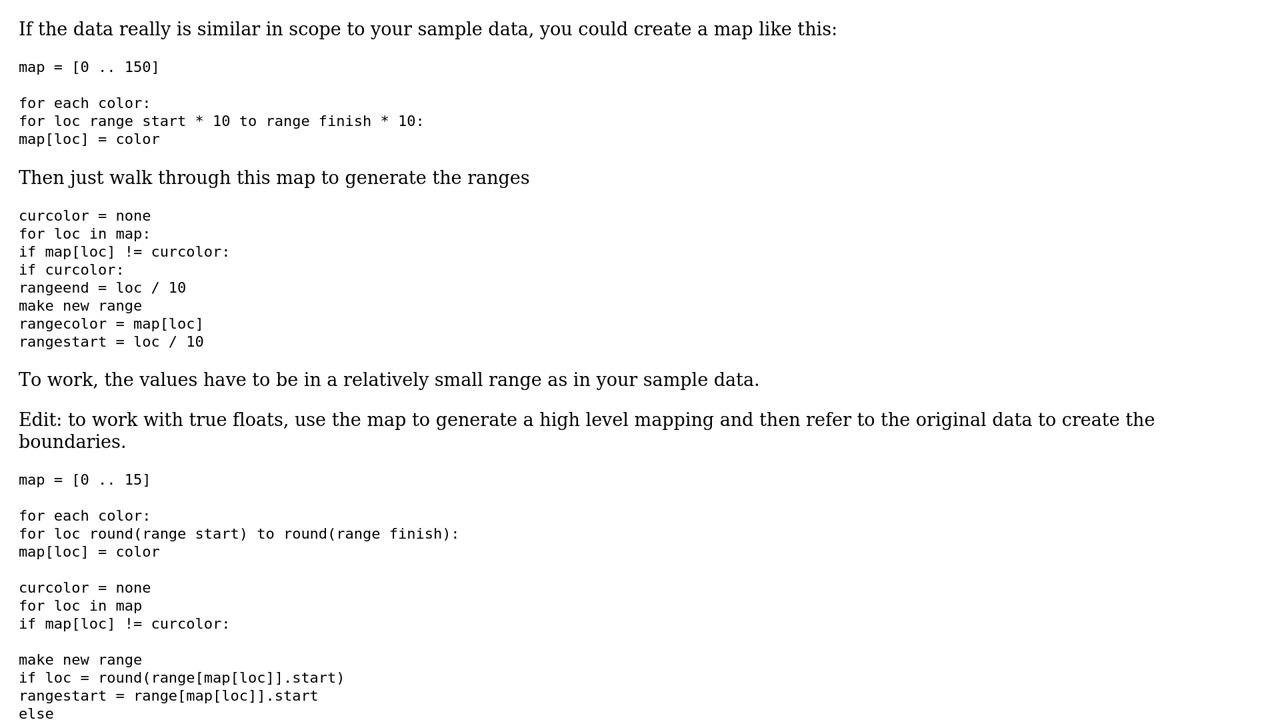 If the data really is similar in scope to your sample data, you could create a map like this:
map = [0 .. 150]
for each color:
for loc range start * 10 to range finish * 10:
map[loc] = color
Then just walk through this map to generate the ranges
curcolor = none
for loc in map:
if map[loc] != curcolor:
if curcolor:
rangeend = loc / 10
make new range
rangecolor = map[loc]
rangestart = loc / 10
To work, the values have to be in a relatively small range as in your sample data.
Edit: to work with true floats, use the map to generate a high level mapping and then refer to the original data to create the
boundaries.
map = [0 .. 15]
for each color:
for loc round(range start) to round(range finish):
map[loc] = color
curcolor = none
for loc in map
if map[loc] != curcolor:
make new range
if loc = round(range[map[loc]].start)
rangestart = range[map[loc]].start
else